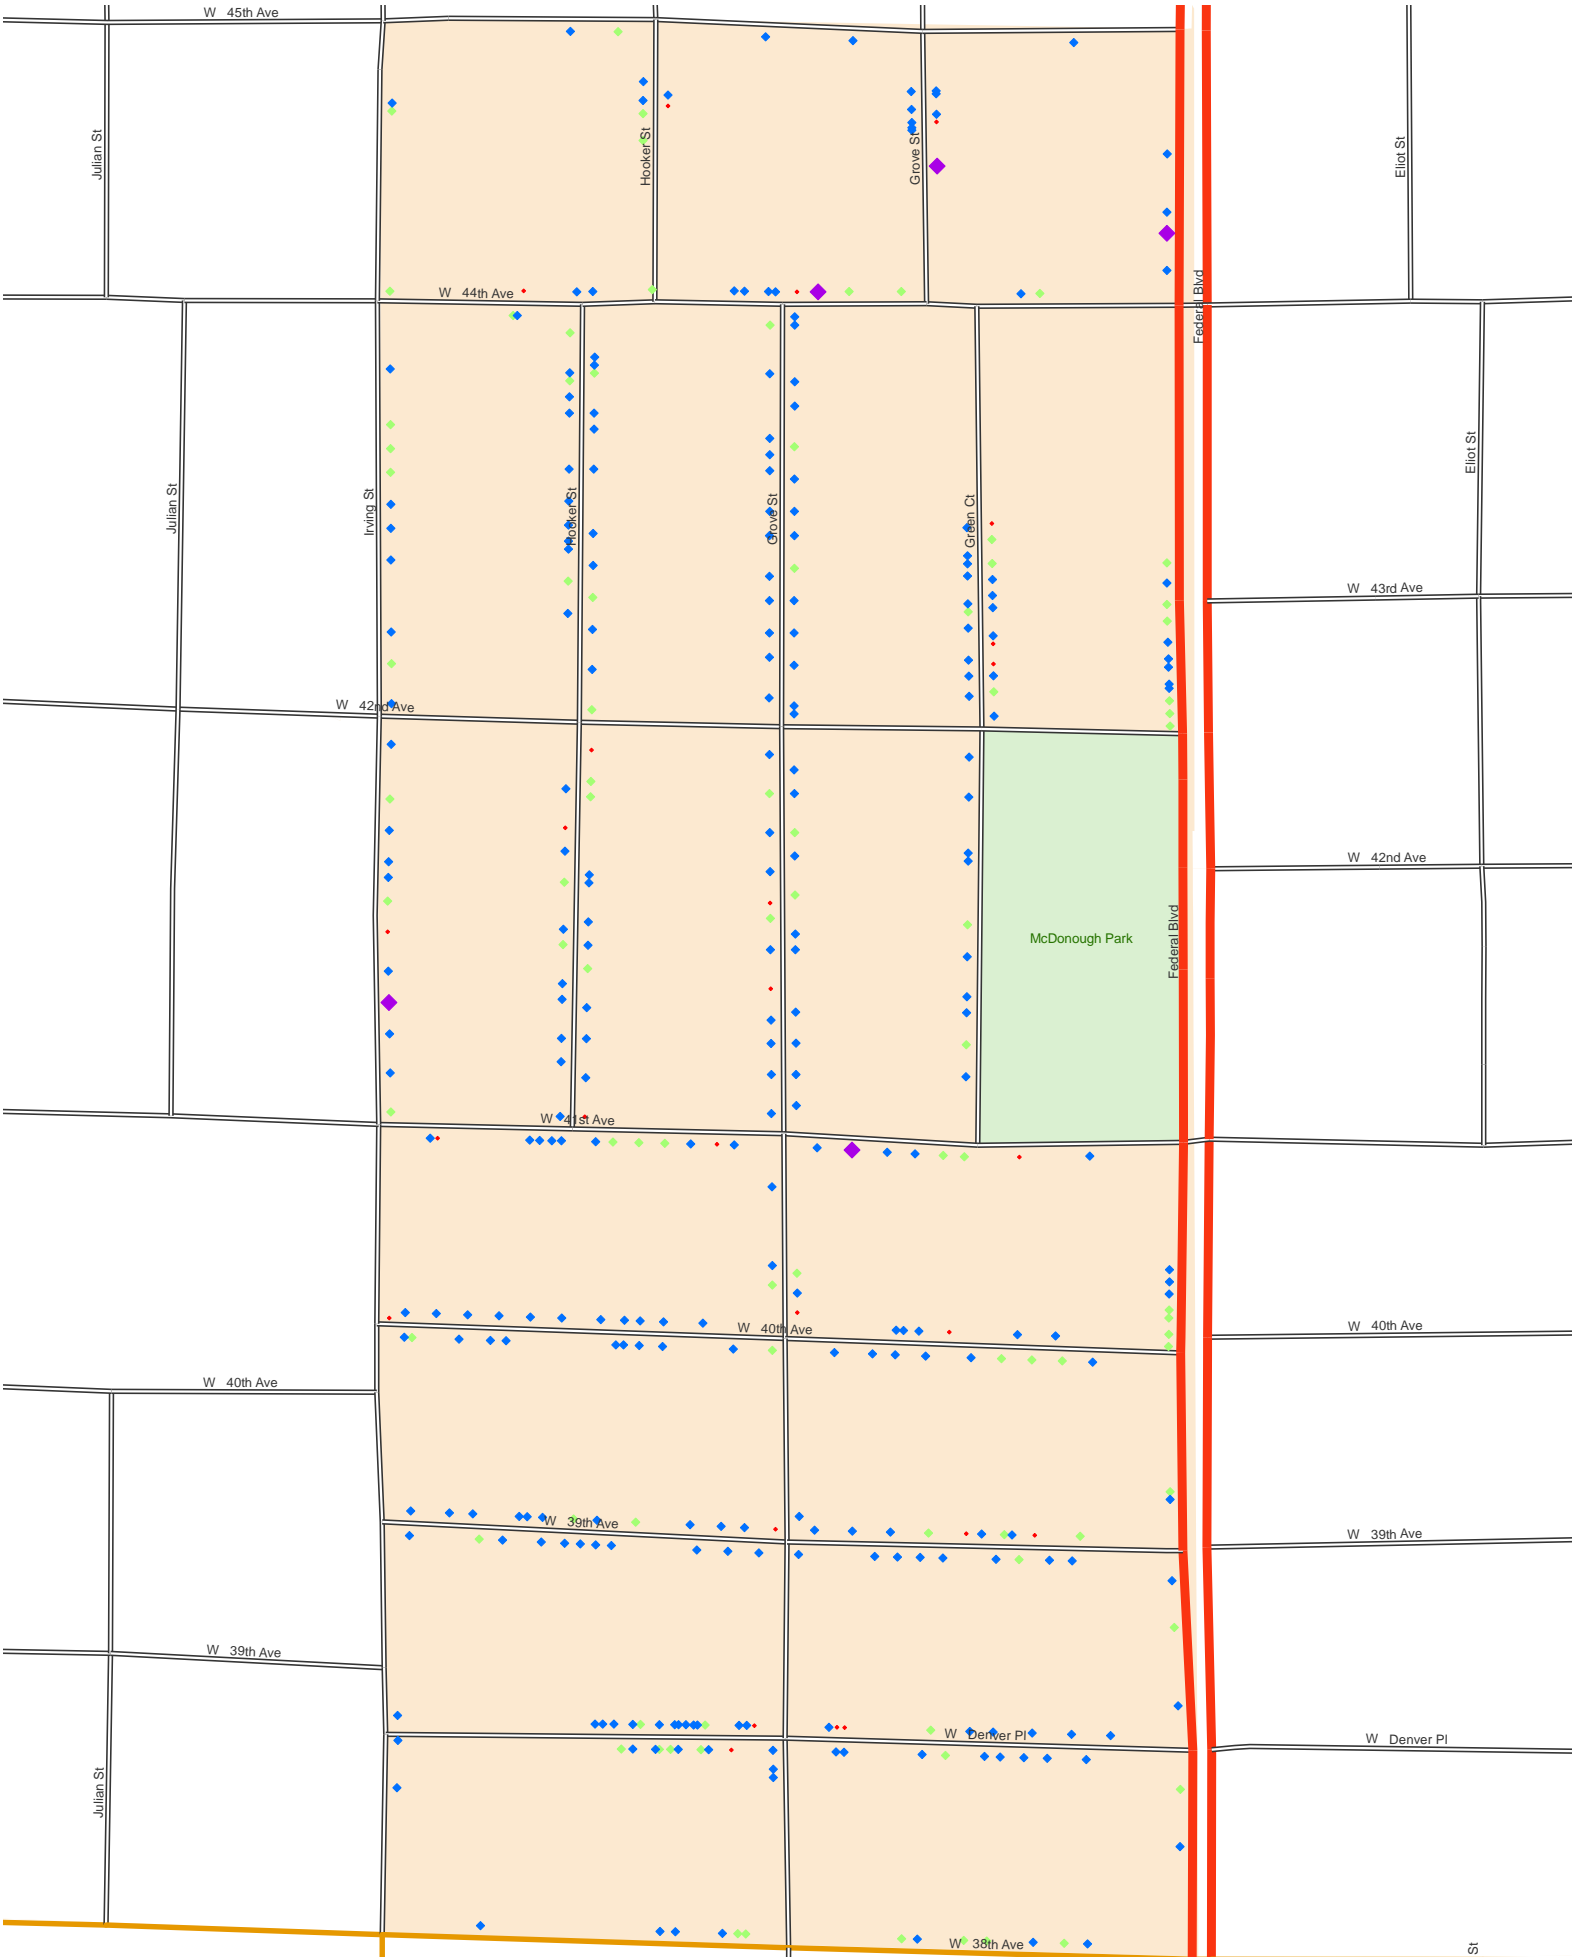 W 45th Ave
Julian St
Hooker St
Grove St
Eliot St
W 44th Ave
Federal Blvd
Julian St
Irving St
Hooker St
Grove St
Green Ct
Eliot St
W 43rd Ave
W 42nd Ave
W 42nd Ave
McDonough Park
Federal Blvd
W 41st Ave
W 40th Ave
W 40th Ave
W 40th Ave
W 39th Ave
W 39th Ave
W 39th Ave
W Denver Pl
W Denver Pl
Julian St
W 38th Ave
St